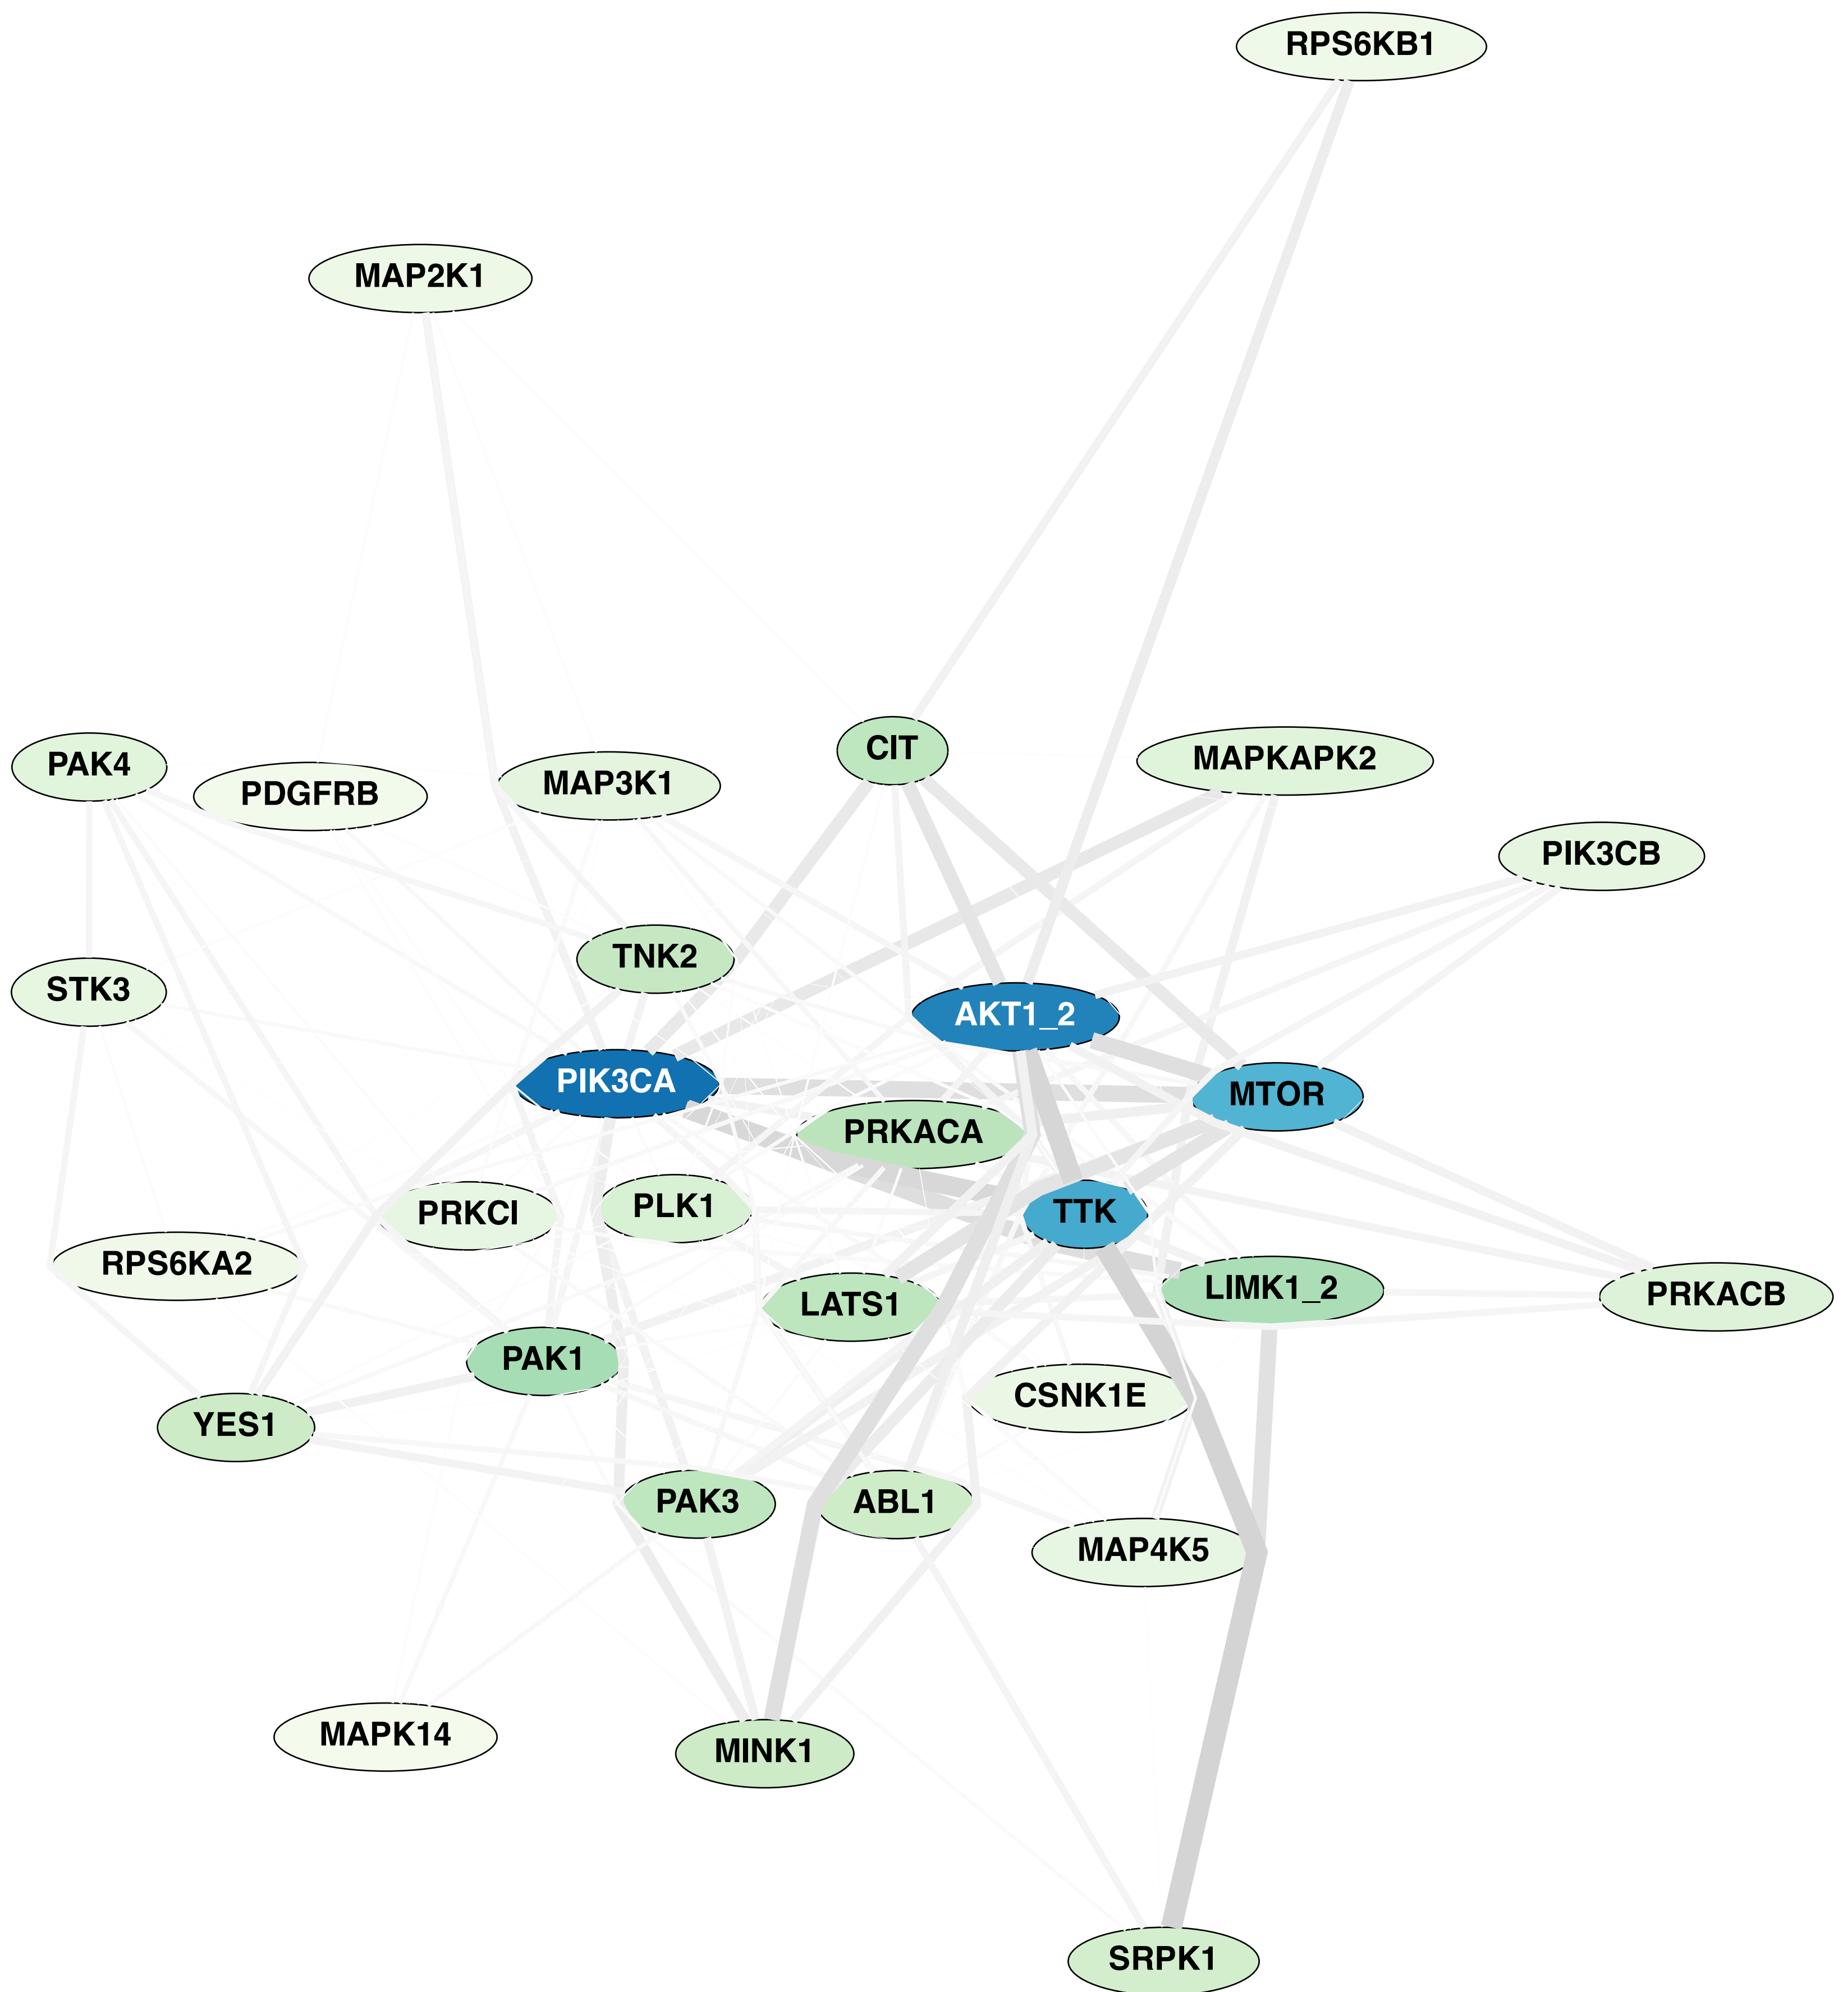 RPS6KB1
MAP2K1
CIT
MAPKAPK2
PAK4
PDGFRB
MAP3K1
PIK3CB
TNK2
STK3
AKT1_2
PIK3CA
MTOR
PRKACA
PRKCI
PLK1
TTK
RPS6KA2
LATS1
LIMK1_2
PRKACB
PAK1
CSNK1E
YES1
PAK3
ABL1
MAP4K5
MAPK14
MINK1
SRPK1